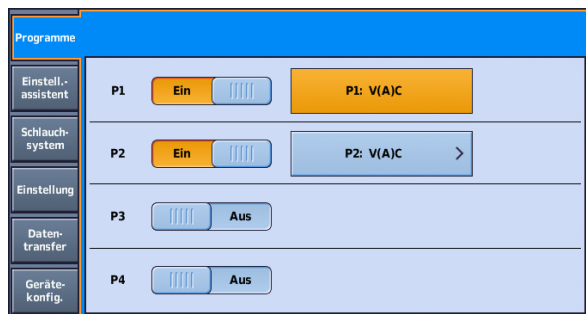 Programme
Einstell.-
assistent
Schlauch-
system
Einstellung
Daten-
transfer
Geräte-
konfig.
P1 Ein P1: V(A)C
P2 Ein P2: V(A)C >
P3 Aus
P4 Aus